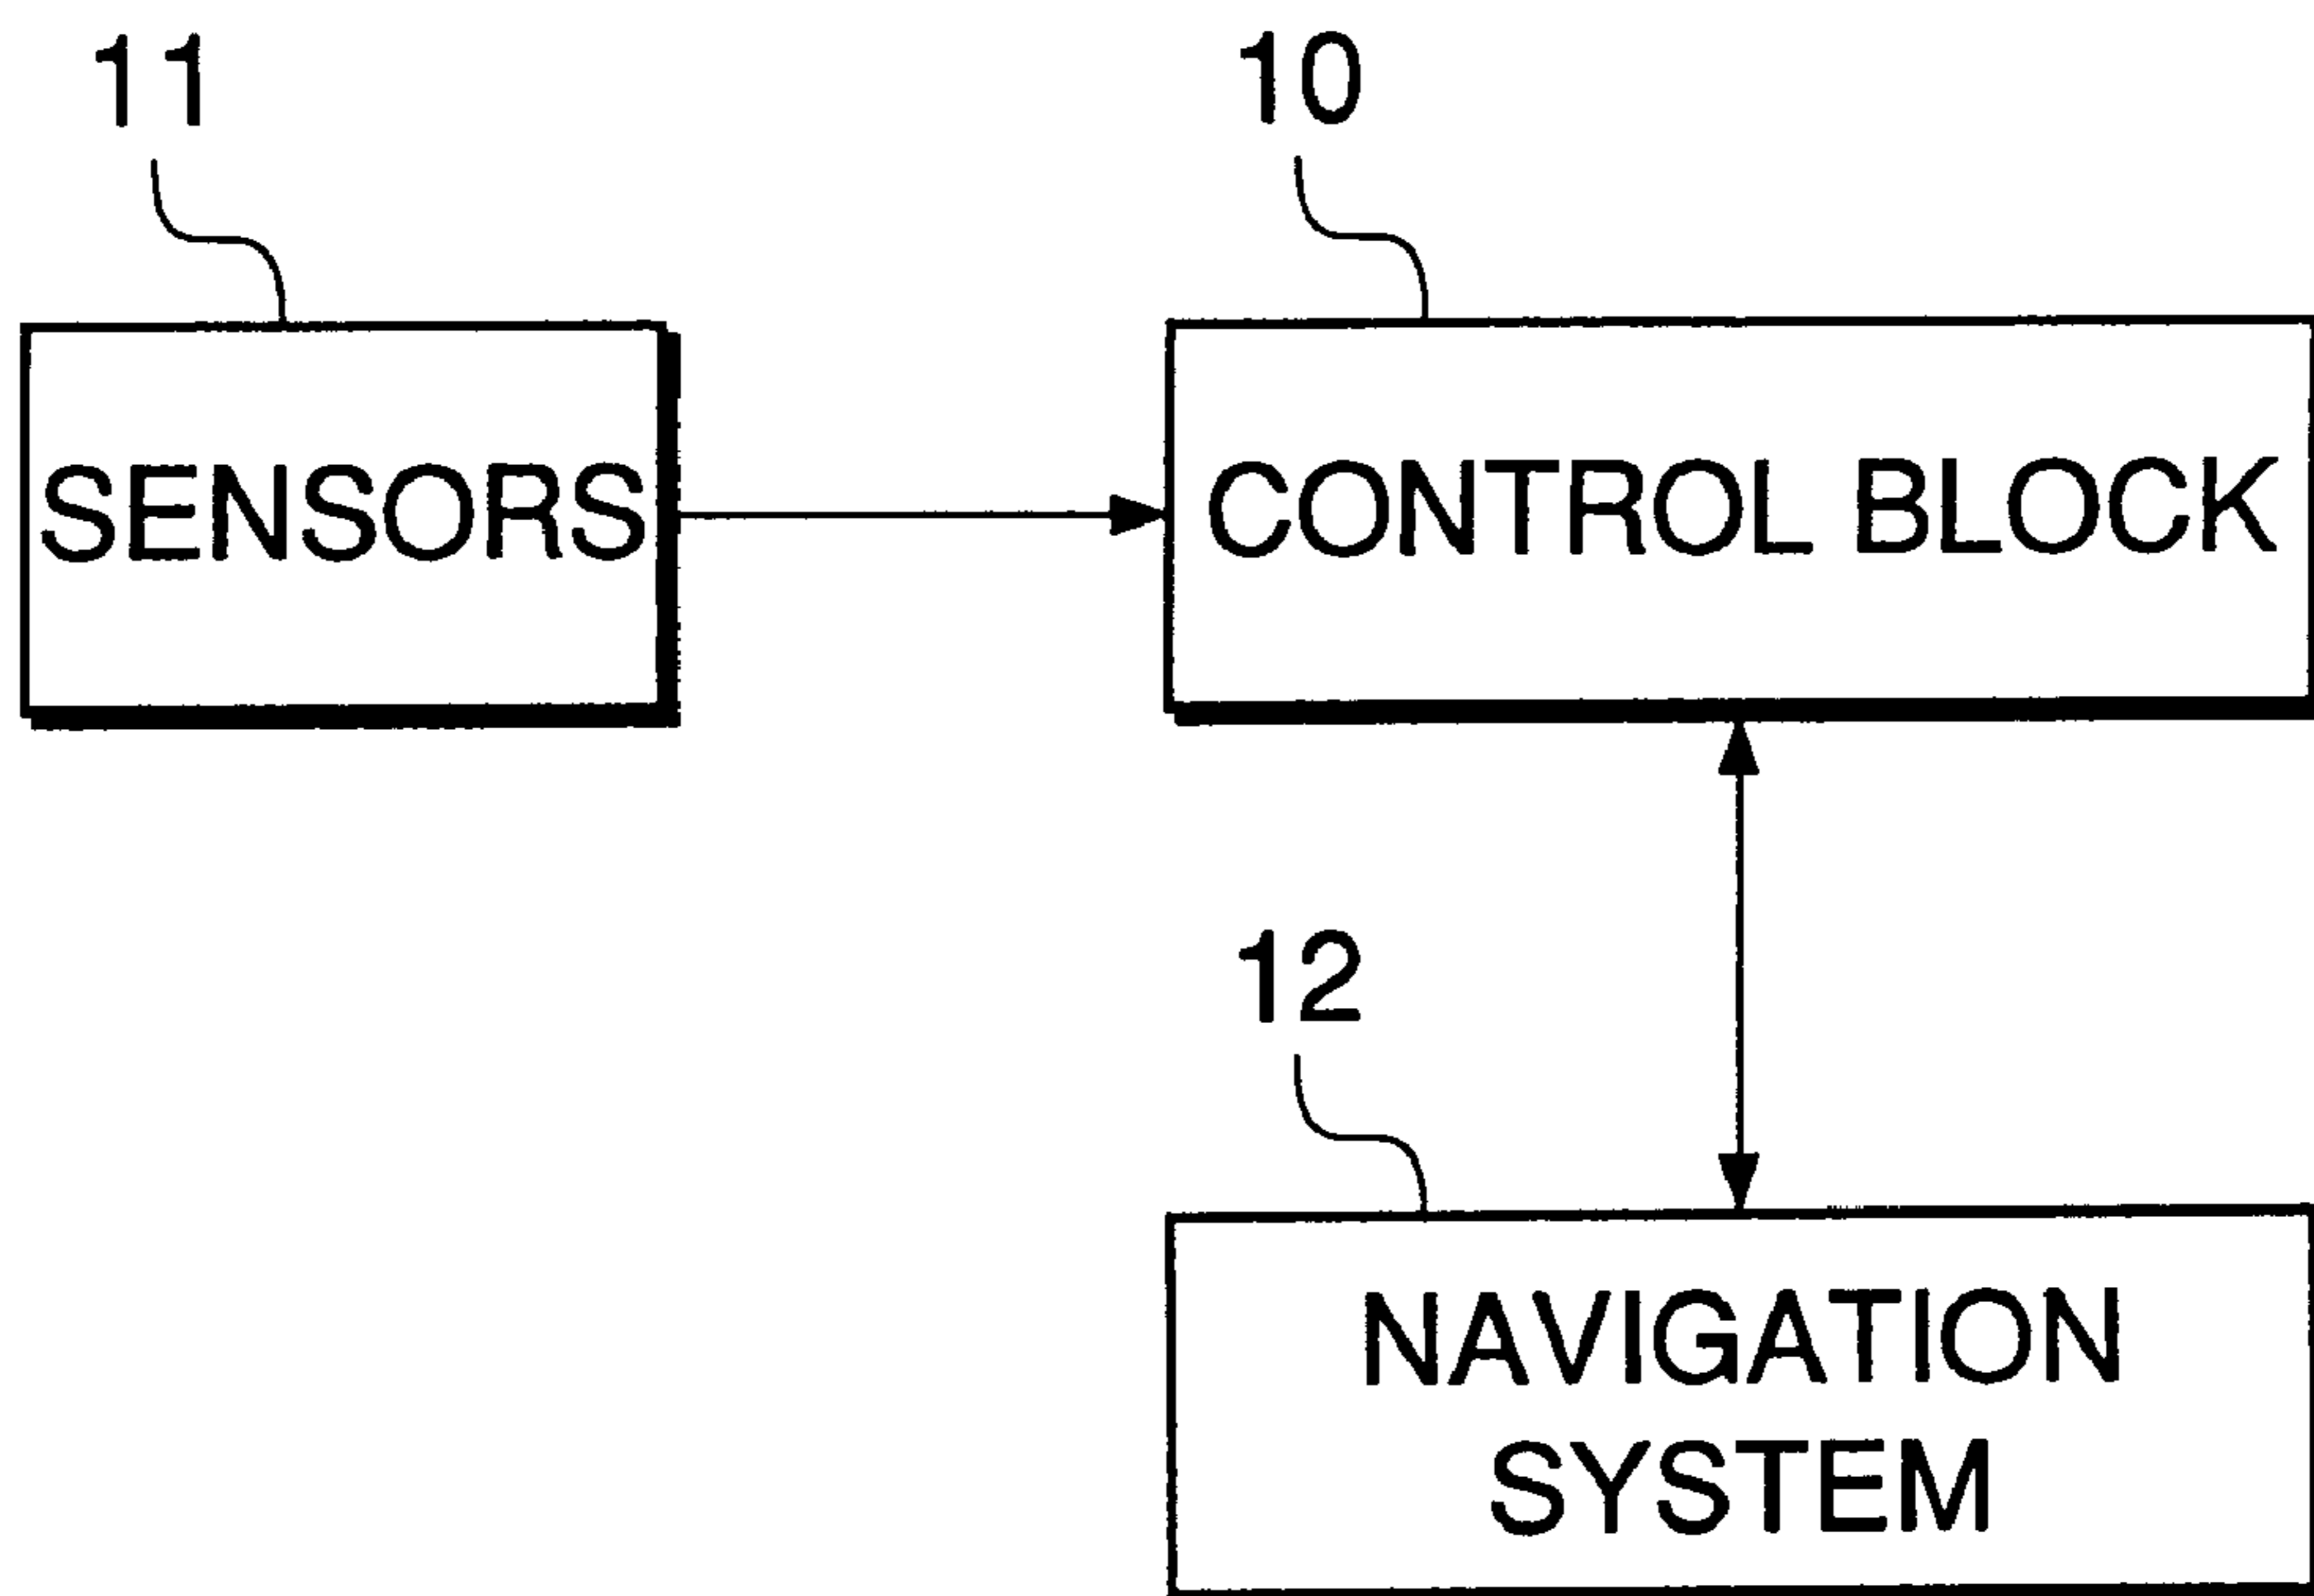 11
10
SENSORS
CONTROL BLOCK
12
NAVIGATION
SYSTEM